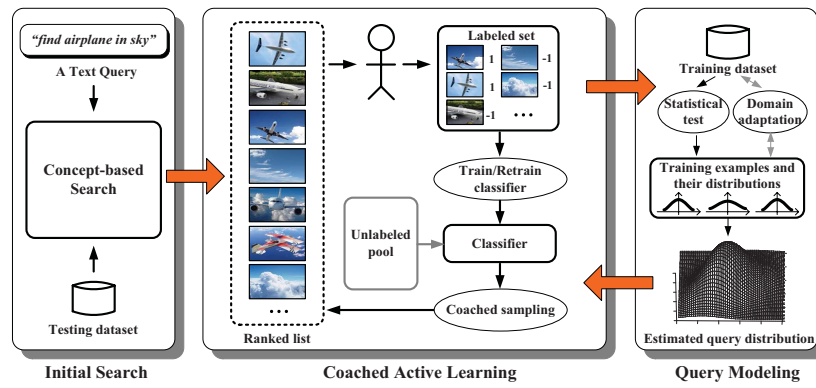 “find airplane in sky”
A Text Query
Concept-based
Search
Testing dataset
Initial Search
Ranked list
Labeled set
1
-1
1
-1
-1
Train/Retrain
classifier
Unlabeled
pool
Classifier
Coached sampling
Coached Active Learning
Training dataset
Statistical
test
Domain
adaptation
Training examples and
their distributions
Estimated query distribution
Query Modeling